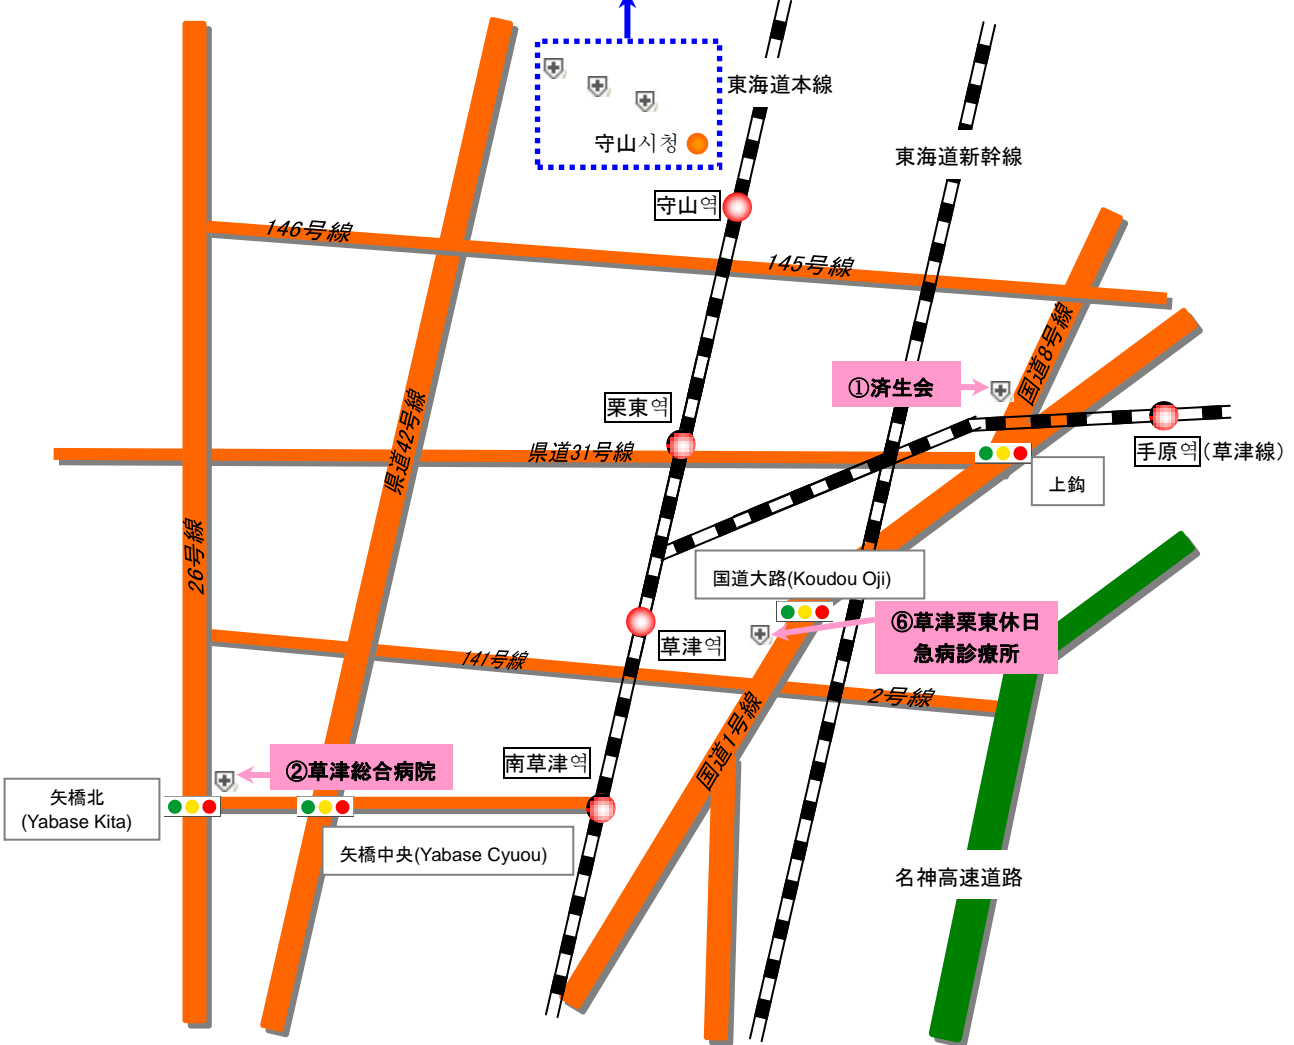 東海道本線
守山시청
東海道新幹線
守山역
146号線
145号線
国道8号線
①済生会
栗東역
県道42号線
県道31号線
手原역(草津線)
上鈎
26号線
国道大路(Koudou Oji)
⑥草津栗東休日
急病診療所
草津역
141号線
2号線
国道1号線
南草津역
②草津総合病院
矢橋北
(Yabase Kita)
矢橋中央(Yabase Cyuou)
名神高速道路